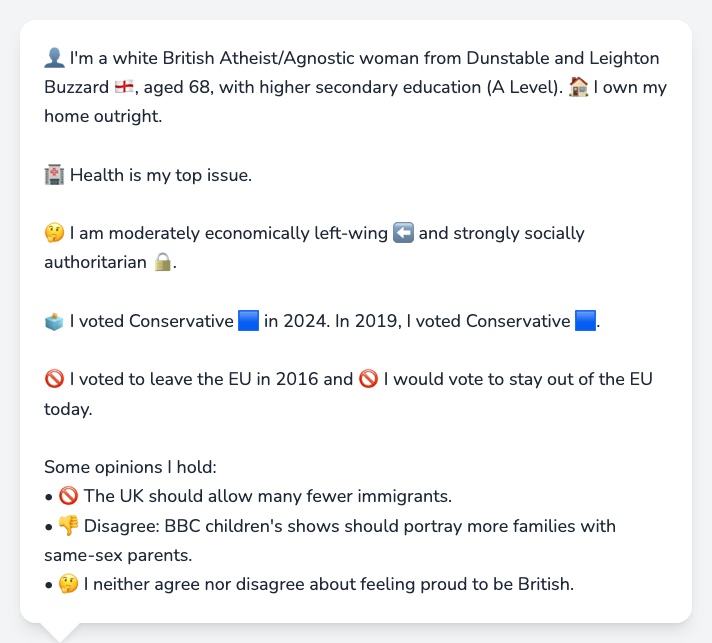 👤 I'm a white British Atheist/Agnostic woman from Dunstable and Leighton
Buzzard 🏴󠁧󠁢󠁥󠁮󠁧󠁿, aged 68, with higher secondary education (A Level). 🏠 I own my
home outright.
🏥 Health is my top issue.
🤔 I am moderately economically left-wing ⬅️ and strongly socially
authoritarian 🔒.
🗳️ I voted Conservative 🟦 in 2024. In 2019, I voted Conservative 🟦.
🚫 I voted to leave the EU in 2016 and 🚫 I would vote to stay out of the EU
today.
Some opinions I hold:
• 🚫 The UK should allow many fewer immigrants.
• 👎 Disagree: BBC children's shows should portray more families with
same-sex parents.
• 🤔 I neither agree nor disagree about feeling proud to be British.